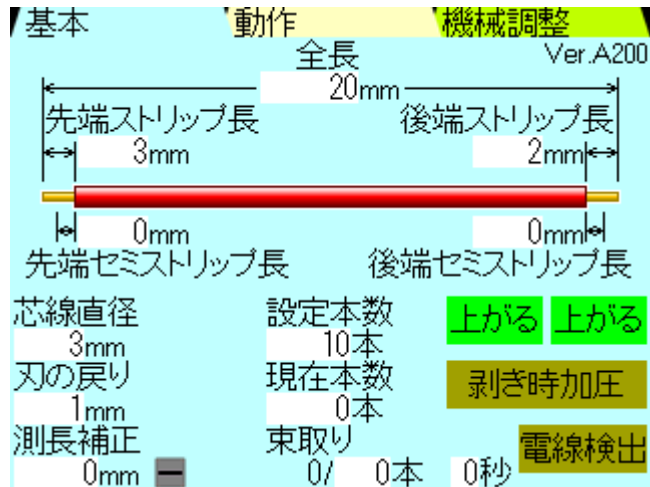 基本 動作 機械調整
全長 Ver.A200
20mm
先端ストリップ長 後端ストリップ長
3mm 2mm
0mm 0mm
先端セミストリップ長 後端セミストリップ長
芯線直径 設定本数 上がる 上がる
3mm 10本
刃の戻り 現在本数 剥ぎ時加圧
1mm 0本
測長補正 束取り 電線検出
0mm － 0/ 0本 0秒